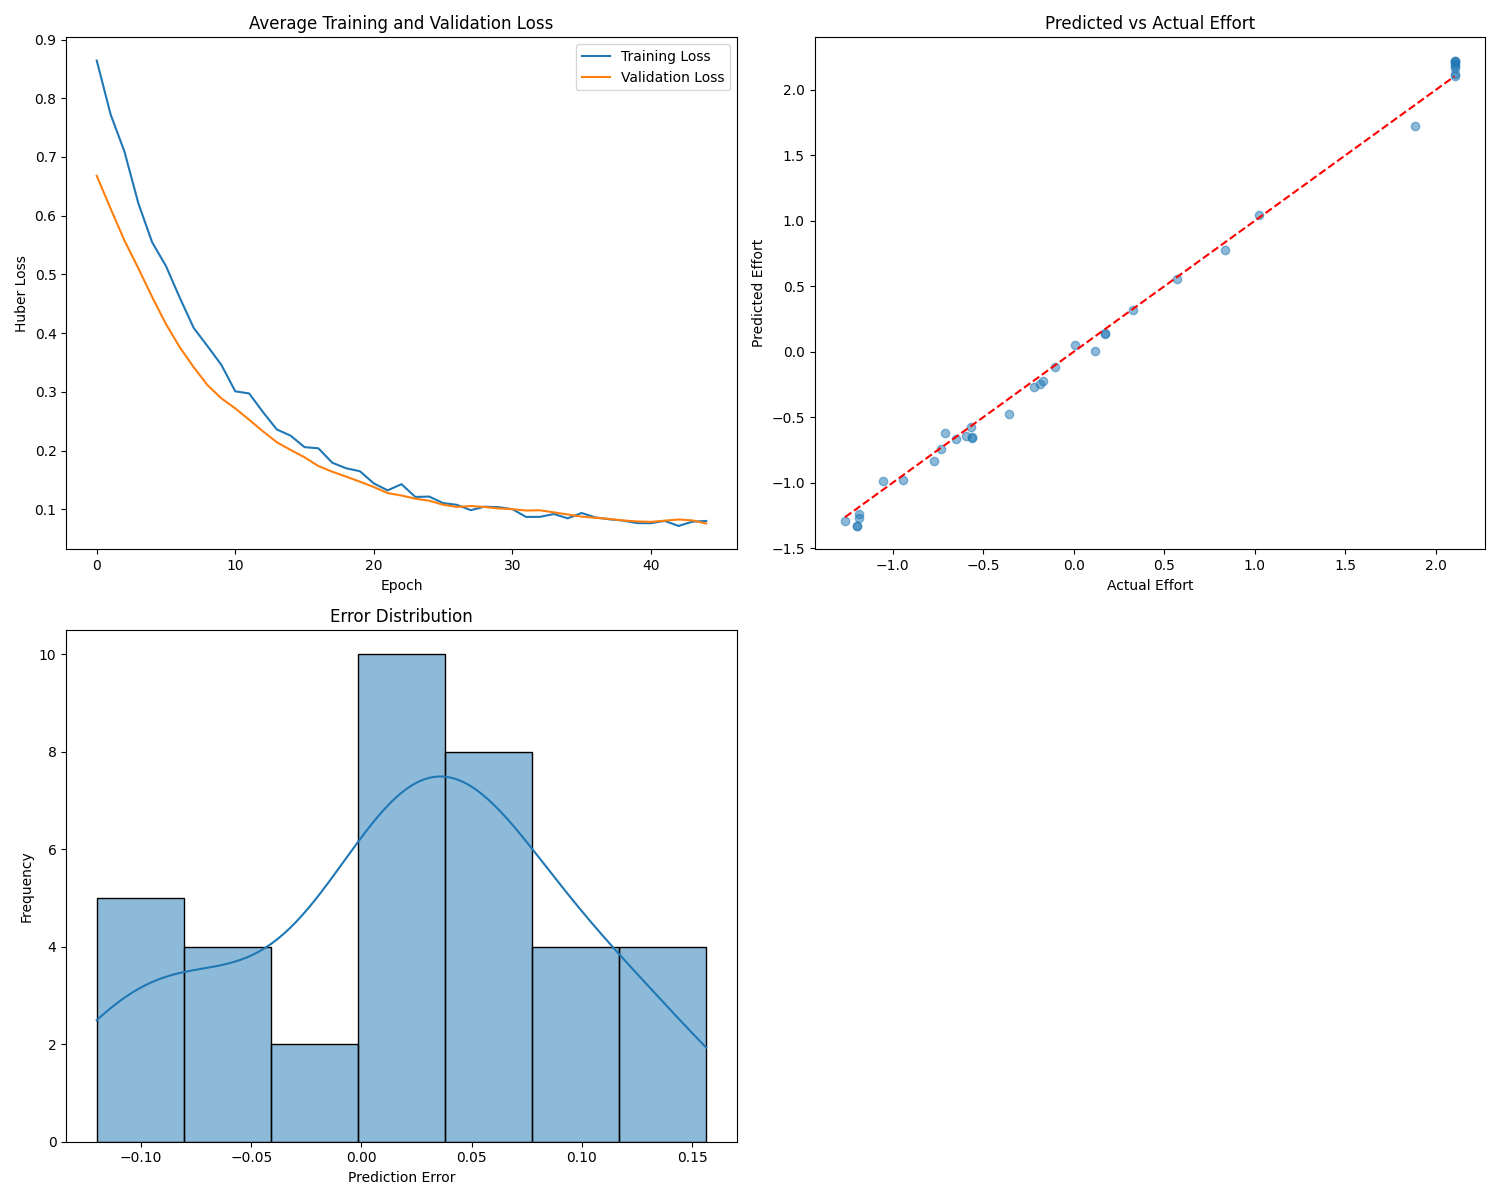 Average Training and Validation Loss
Training Loss
Validation Loss
0.9
0.8
0.7
0.6
0.5
0.4
0.3
0.2
0.1
Huber Loss
0 10 20 30 40
Epoch
Predicted vs Actual Effort
2.0
1.5
1.0
0.5
0.0
−0.5
−1.0
−1.5
Predicted Effort
−1.0 −0.5 0.0 0.5 1.0 1.5 2.0
Actual Effort
Error Distribution
10
8
6
4
2
0
Frequency
−0.10 −0.05 0.00 0.05 0.10 0.15
Prediction Error